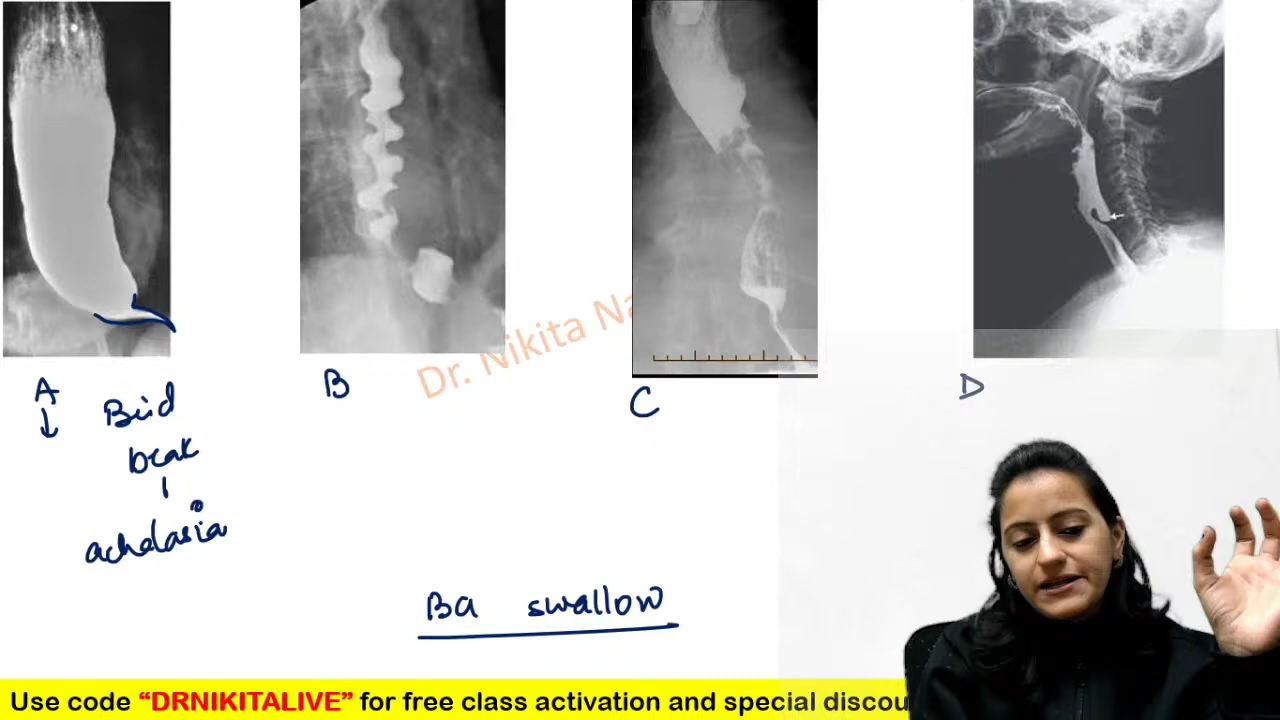 A
↓
Bird
beak
achalasia
B
C
D
Dr. Nikita Na
Ba swallow
Use code “DRNIKITALIVE” for free class activation and special discou